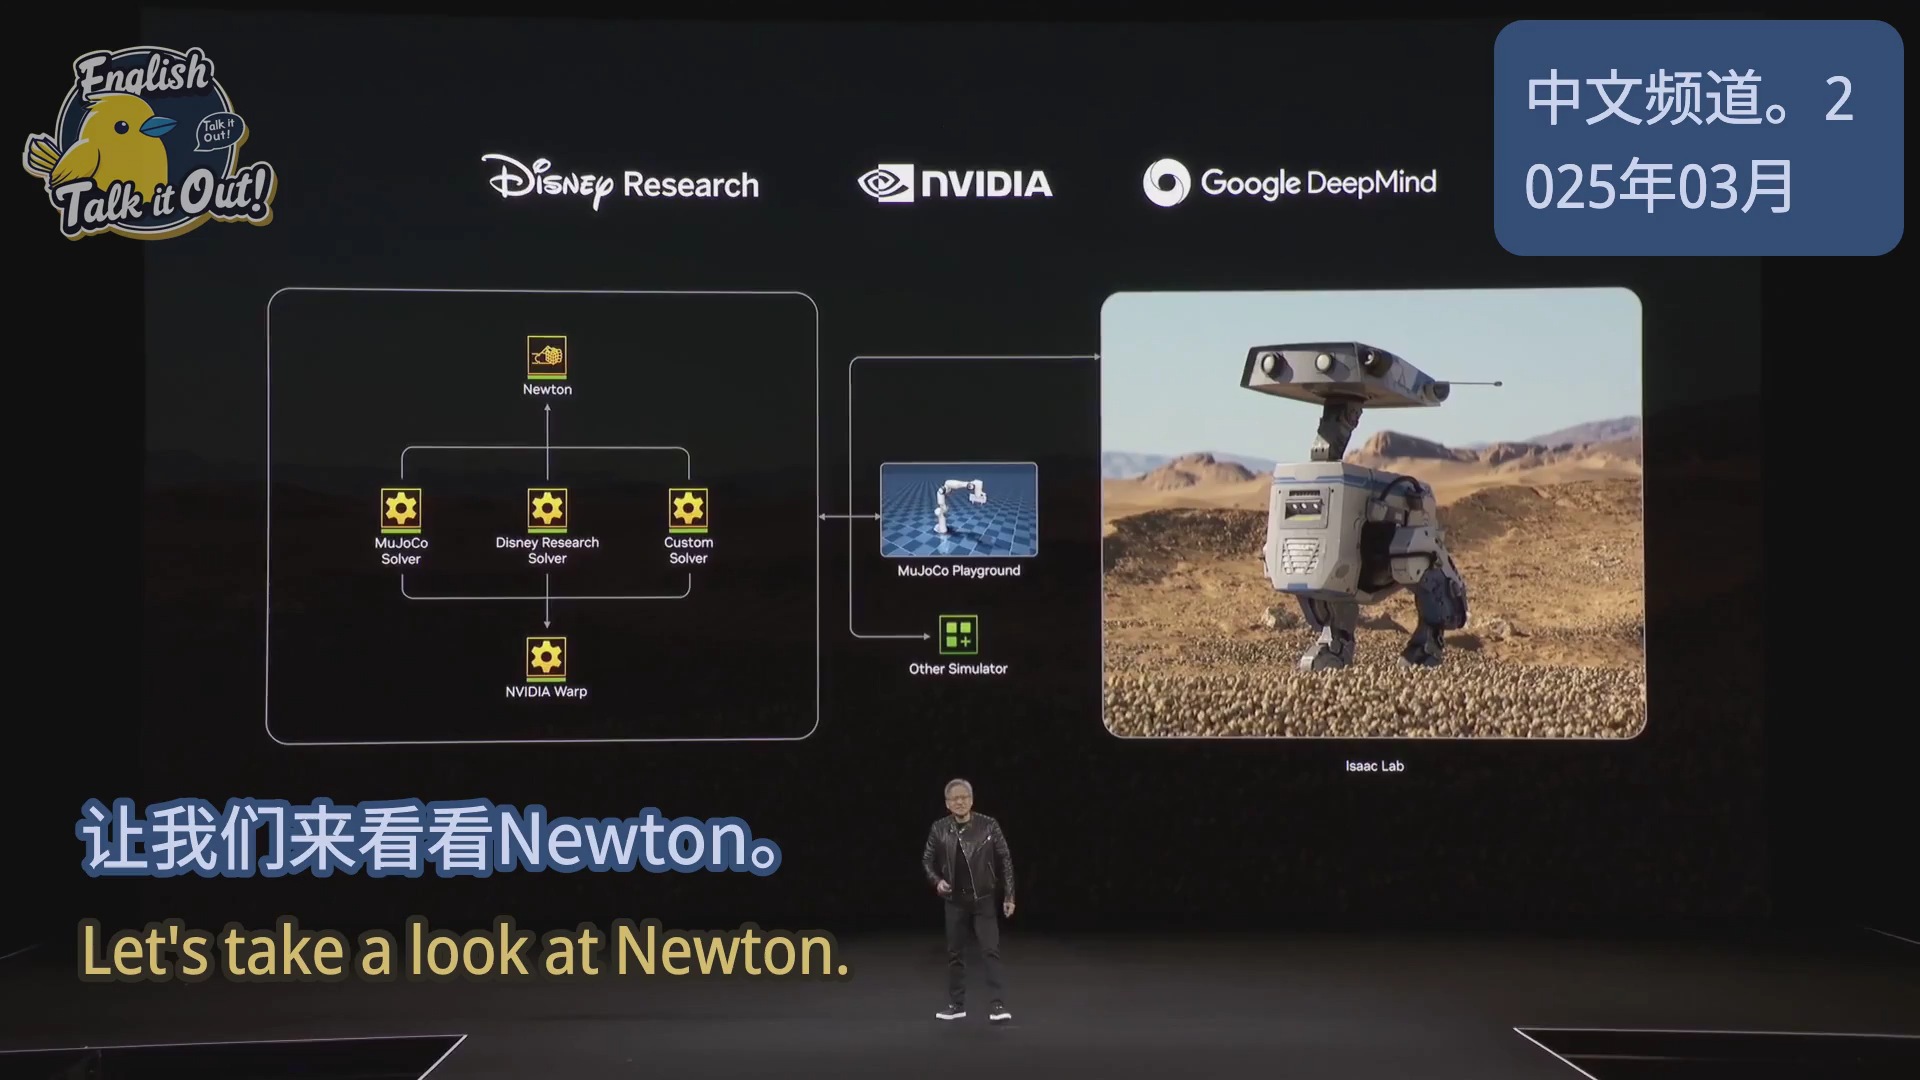 English
Talk it
Out!
Talk it Out!
Disney Research
NVIDIA
Google DeepMind
中文频道。2
025年03月
Newton
MuJoCo
Solver
Disney Research
Solver
Custom
Solver
NVIDIA Warp
MuJoCo Playground
Other Simulator
Isaac Lab
让我们来看看Newton。
Let's take a look at Newton.